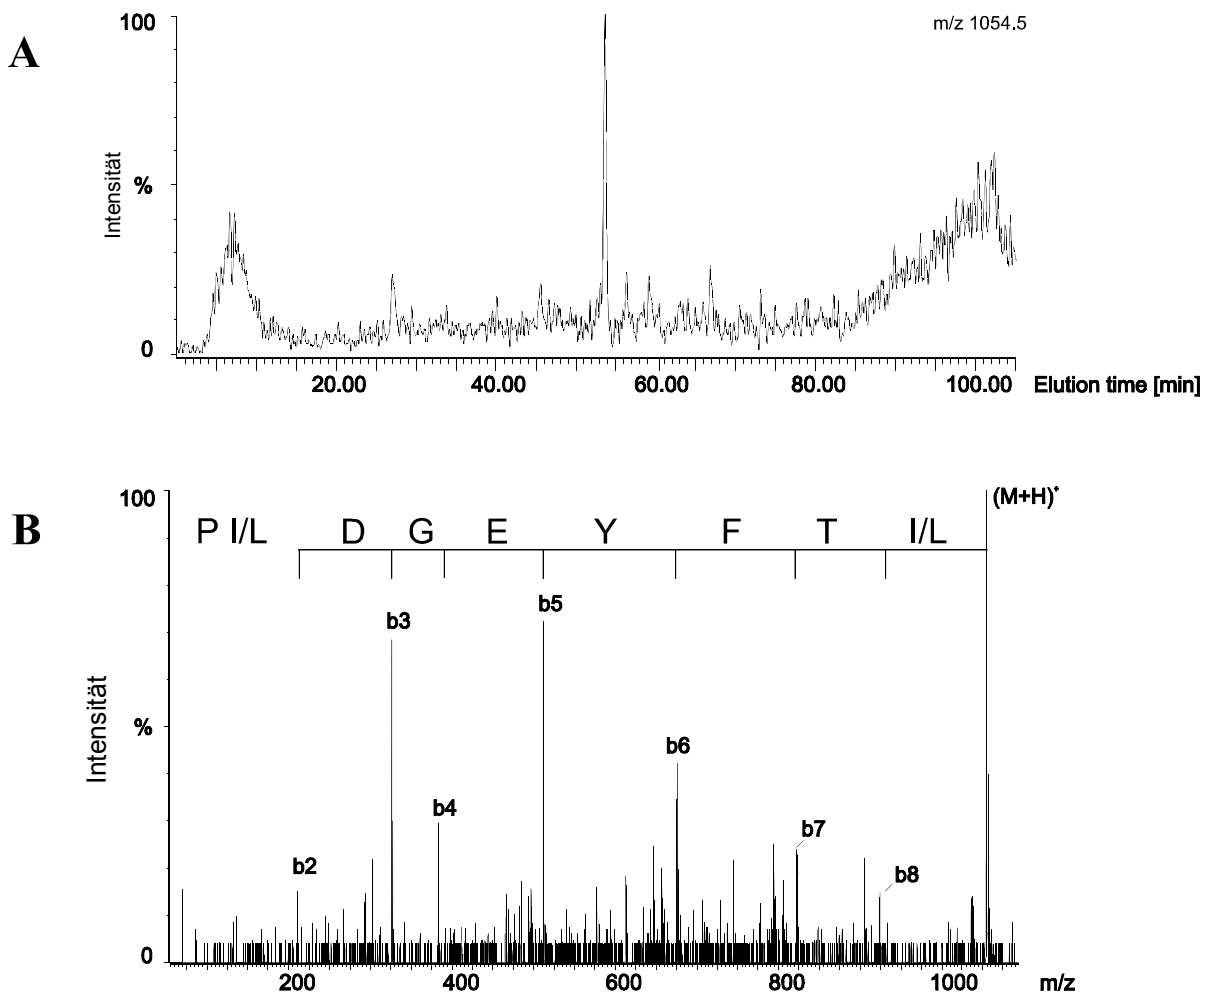 A
100
m/z 1054.5
Intensität
%
0
20.00 40.00 60.00 80.00 100.00 Elution time [min]
B
100
(M+H)+
P I/L D G E Y F T I/L
b5
b3
b6
b4
b7
b2
b8
Intensität
%
0
200 400 600 800 1000 m/z